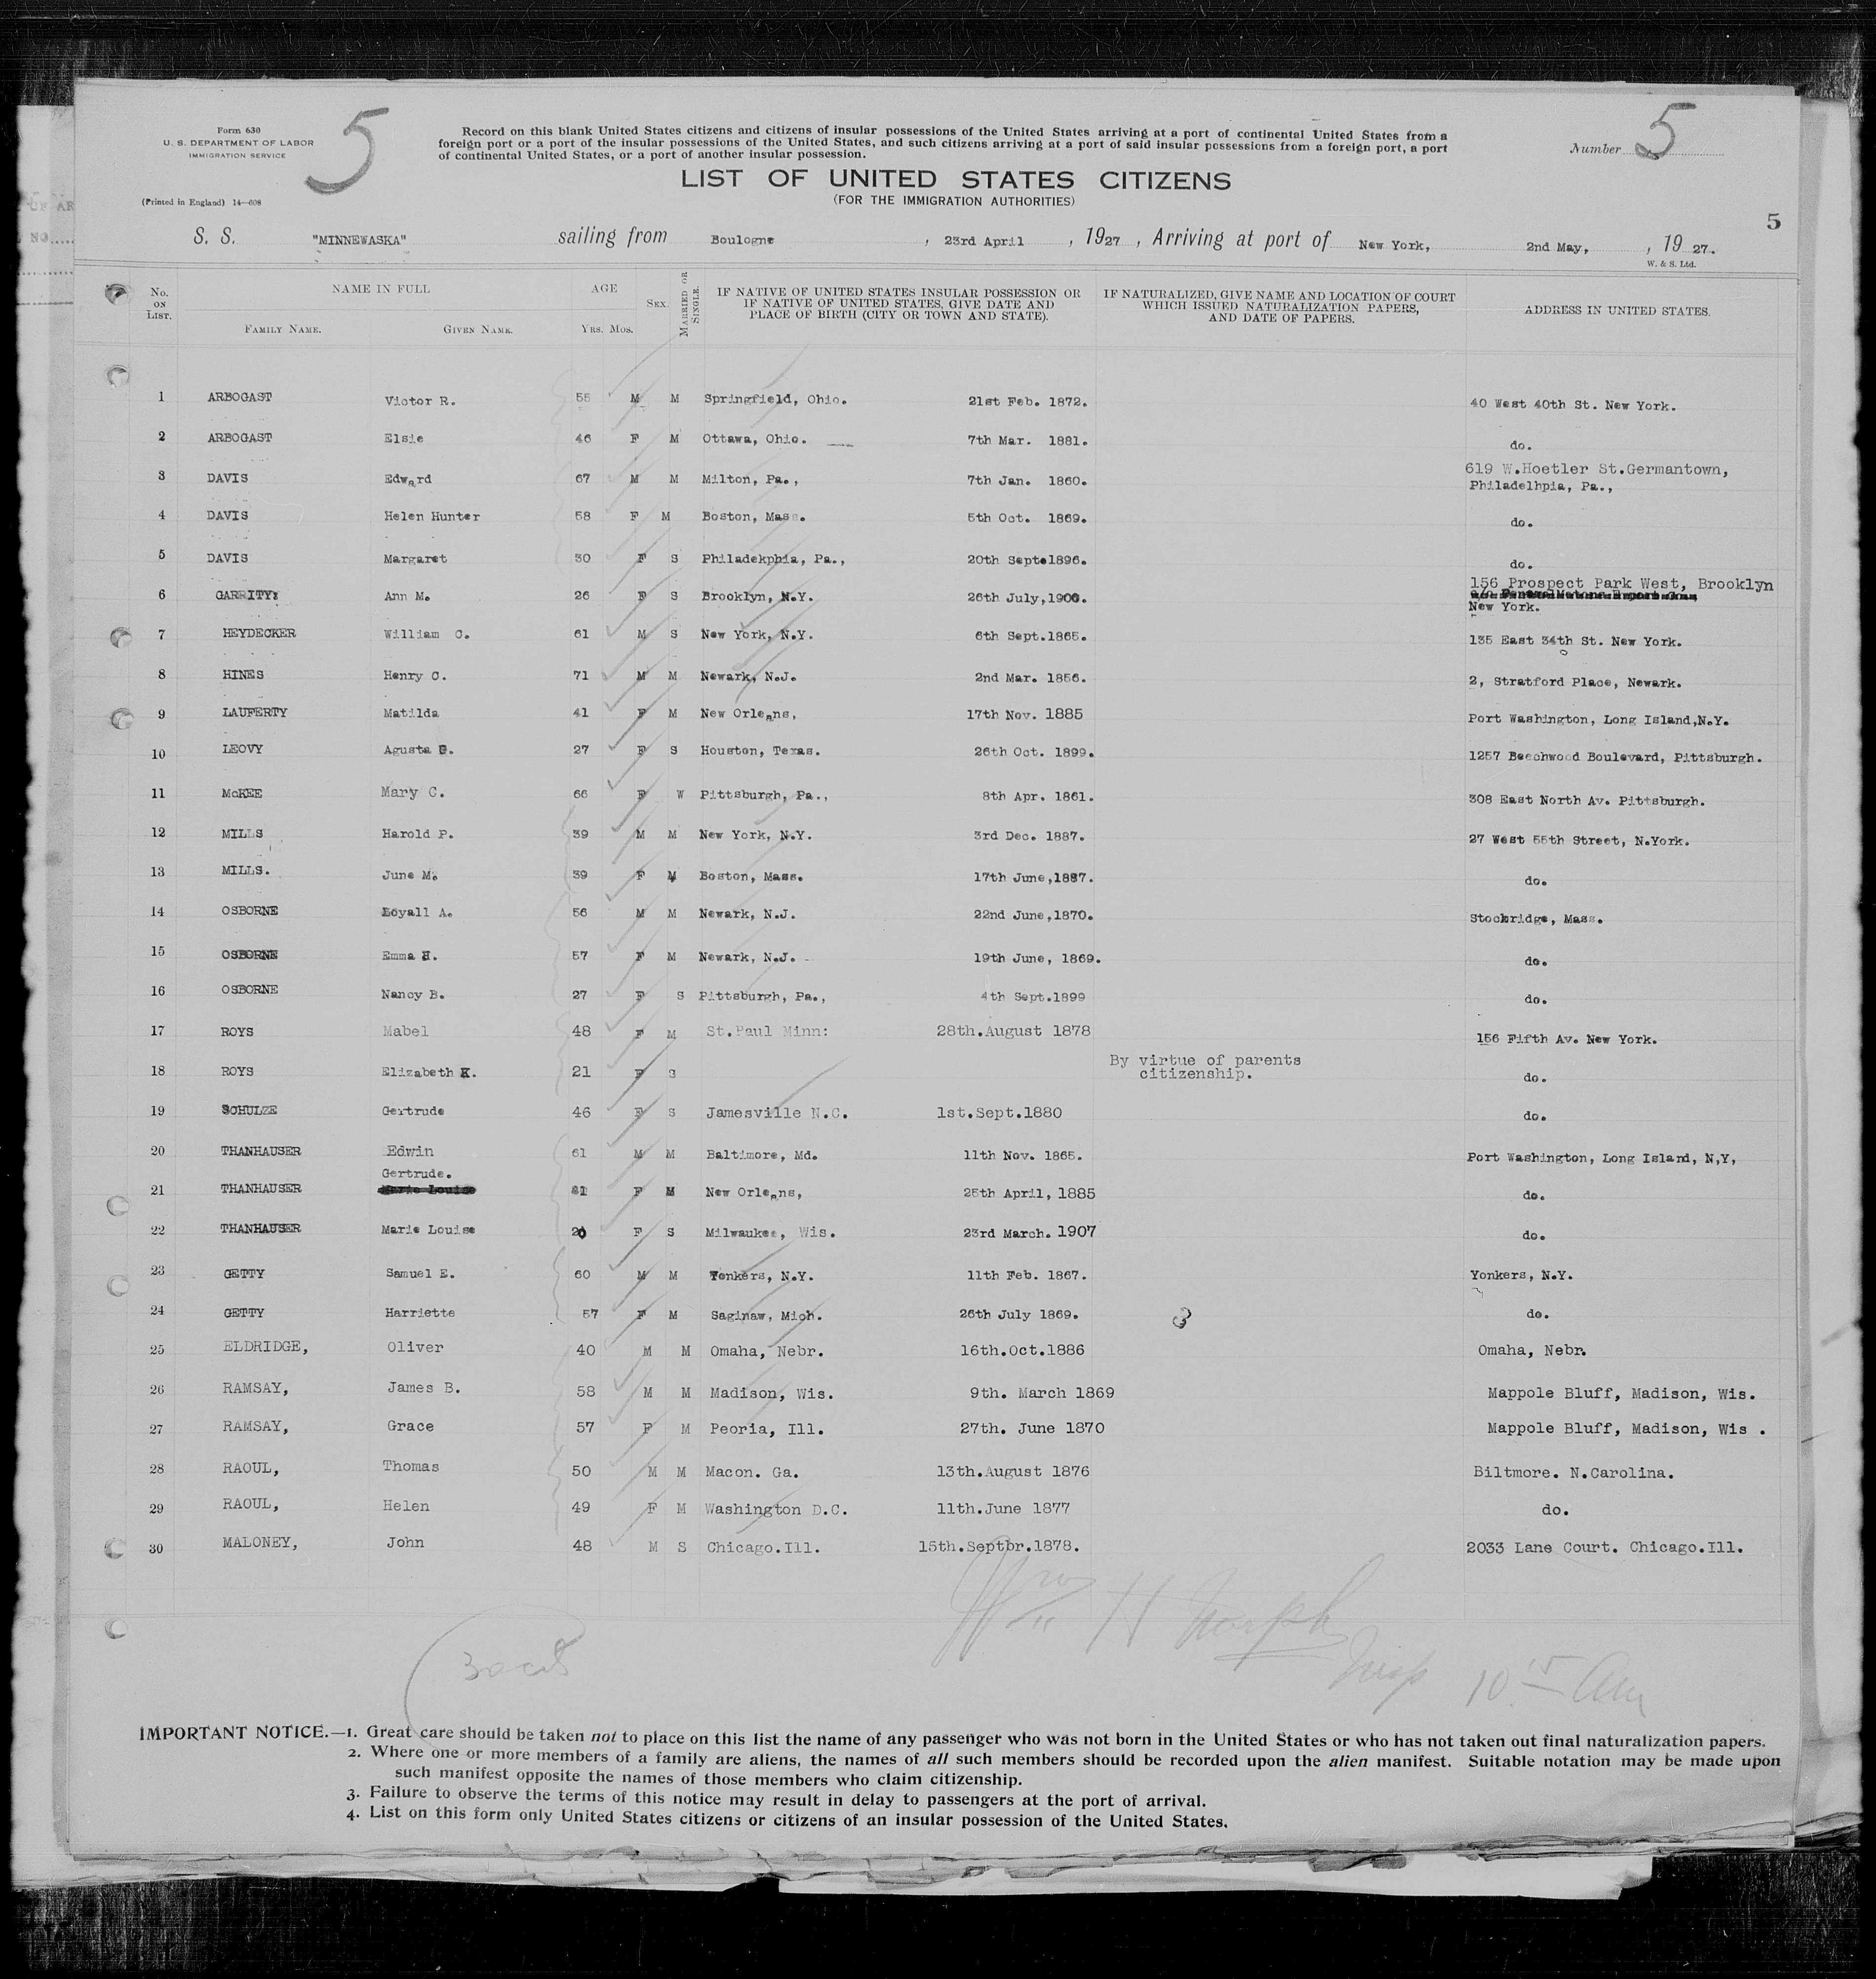 Form 630
U. S. DEPARTMENT OF LABOR
IMMIGRATION SERVICE
(Printed in England) 14—608
5
Record on this blank United States citizens and citizens of insular possessions of the United States arriving at a port of continental United States from a
foreign port or a port of the insular possessions of the United States, and such citizens arriving at a port of said insular possessions from a foreign port, a port
of continental United States, or a port of another insular possession.
Number 5
LIST OF UNITED STATES CITIZENS
(FOR THE IMMIGRATION AUTHORITIES)
5
S. S. "MINNEWASKA" sailing from Boulogne, 23rd April, 1927, Arriving at port of New York, 2nd May, , 19 27.
W. & S. Ltd.
No. ON LIST. NAME IN FULL FAMILY NAME. GIVEN NAME. AGE YRS. MOS. SEX. MARRIED OR SINGLE. IF NATIVE OF UNITED STATES INSULAR POSSESSION OR IF NATIVE OF UNITED STATES, GIVE DATE AND PLACE OF BIRTH (CITY OR TOWN AND STATE). IF NATURALIZED, GIVE NAME AND LOCATION OF COURT WHICH ISSUED NATURALIZATION PAPERS, AND DATE OF PAPERS. ADDRESS IN UNITED STATES.
1 ARBOGAST Victor R. 55 M M Springfield, Ohio. 21st Feb. 1872. 40 West 40th St. New York.
2 ARBOGAST Elsie 46 F M Ottawa, Ohio. 7th Mar. 1881. do.
3 DAVIS Edward 67 M M Milton, Pa., 7th Jan. 1860. 619 W.Hoetler St.Germantown,
Philadelhpia, Pa.,
4 DAVIS Helen Hunter 58 F M Boston, Mass. 5th Oct. 1869. do.
5 DAVIS Margaret 30 F S Philadekphia, Pa., 20th Sept.1896. do.
6 GARRITY: Ann M. 26 F S Brooklyn, N.Y. 26th July,1900. 156 Prospect Park West, Brooklyn
New York.
7 HEYDECKER William C. 61 M S New York, N.Y. 6th Sept.1865. 135 East 34th St. New York.
8 HINES Henry C. 71 M M Newark, N.J. 2nd Mar. 1856. 2, Stratford Place, Newark.
9 LAUFERTY Matilda 41 F M New Orleans, 17th Nov. 1885 Port Washington, Long Island,N.Y.
10 LEOVY Agusta 27 F S Houston, Texas. 26th Oct. 1899. 1257 Beechwood Boulevard, Pittsburgh.
11 McKEE Mary C. 66 F W Pittsburgh, Pa., 8th Apr. 1861. 308 East North Av. Pittsburgh.
12 MILLS Harold P. 39 M M New York, N.Y. 3rd Dec. 1887. 27 West 55th Street, N.York.
13 MILLS. June M. 39 F M Boston, Mass. 17th June,1887. do.
14 OSBORNE Loyall A. 56 M M Newark, N.J. 22nd June,1870. Stockridge, Mass.
15 OSBORNE Emma H. 57 F M Newark, N.J. 19th June, 1869. do.
16 OSBORNE Nancy B. 27 F S Pittsburgh, Pa., 4th Sept.1899 do.
17 ROYS Mabel 48 F M St.Paul Minn: 28th.August 1878 156 Fifth Av. New York.
18 ROYS Elizabeth K. 21 F S By virtue of parents do.
citizenship.
19 SCHULZE Gertrude 46 F S Jamesville N.C. 1st.Sept.1880 do.
20 THANHAUSER Edwin 61 M M Baltimore, Md. 11th Nov. 1865. Port Washington, Long Island, N,Y,
Gertrude.
21 THANHAUSER Marie Louise 41 F M New Orleans, 25th April, 1885 do.
22 THANHAUSER Marie Louise 20 F S Milwaukee, Wis. 23rd March. 1907 do.
23 GETTY Samuel E. 60 M M Yonkers, N.Y. 11th Feb. 1867. Yonkers, N.Y.
24 GETTY Harriette 57 F M Saginaw, Mich. 26th July 1869. do.
25 ELDRIDGE, Oliver 40 M M Omaha, Nebr. 16th.Oct.1886 Omaha, Nebr.
26 RAMSAY, James B. 58 M M Madison, Wis. 9th. March 1869 Mappole Bluff, Madison, Wis.
27 RAMSAY, Grace 57 F M Peoria, Ill. 27th. June 1870 Mappole Bluff, Madison, Wis .
28 RAOUL, Thomas 50 M M Macon. Ga. 13th.August 1876 Biltmore. N.Carolina.
29 RAOUL, Helen 49 F M Washington D.C. 11th.June 1877 do.
30 MALONEY, John 48 M S Chicago.Ill. 15th.Septbr.1878. 2033 Lane Court. Chicago.Ill.
Insp 10 15 Am
IMPORTANT NOTICE.—1. Great care should be taken not to place on this list the name of any passenger who was not born in the United States or who has not taken out final naturalization papers.
2. Where one or more members of a family are aliens, the names of all such members should be recorded upon the alien manifest. Suitable notation may be made upon
such manifest opposite the names of those members who claim citizenship.
3. Failure to observe the terms of this notice may result in delay to passengers at the port of arrival.
4. List on this form only United States citizens or citizens of an insular possession of the United States.